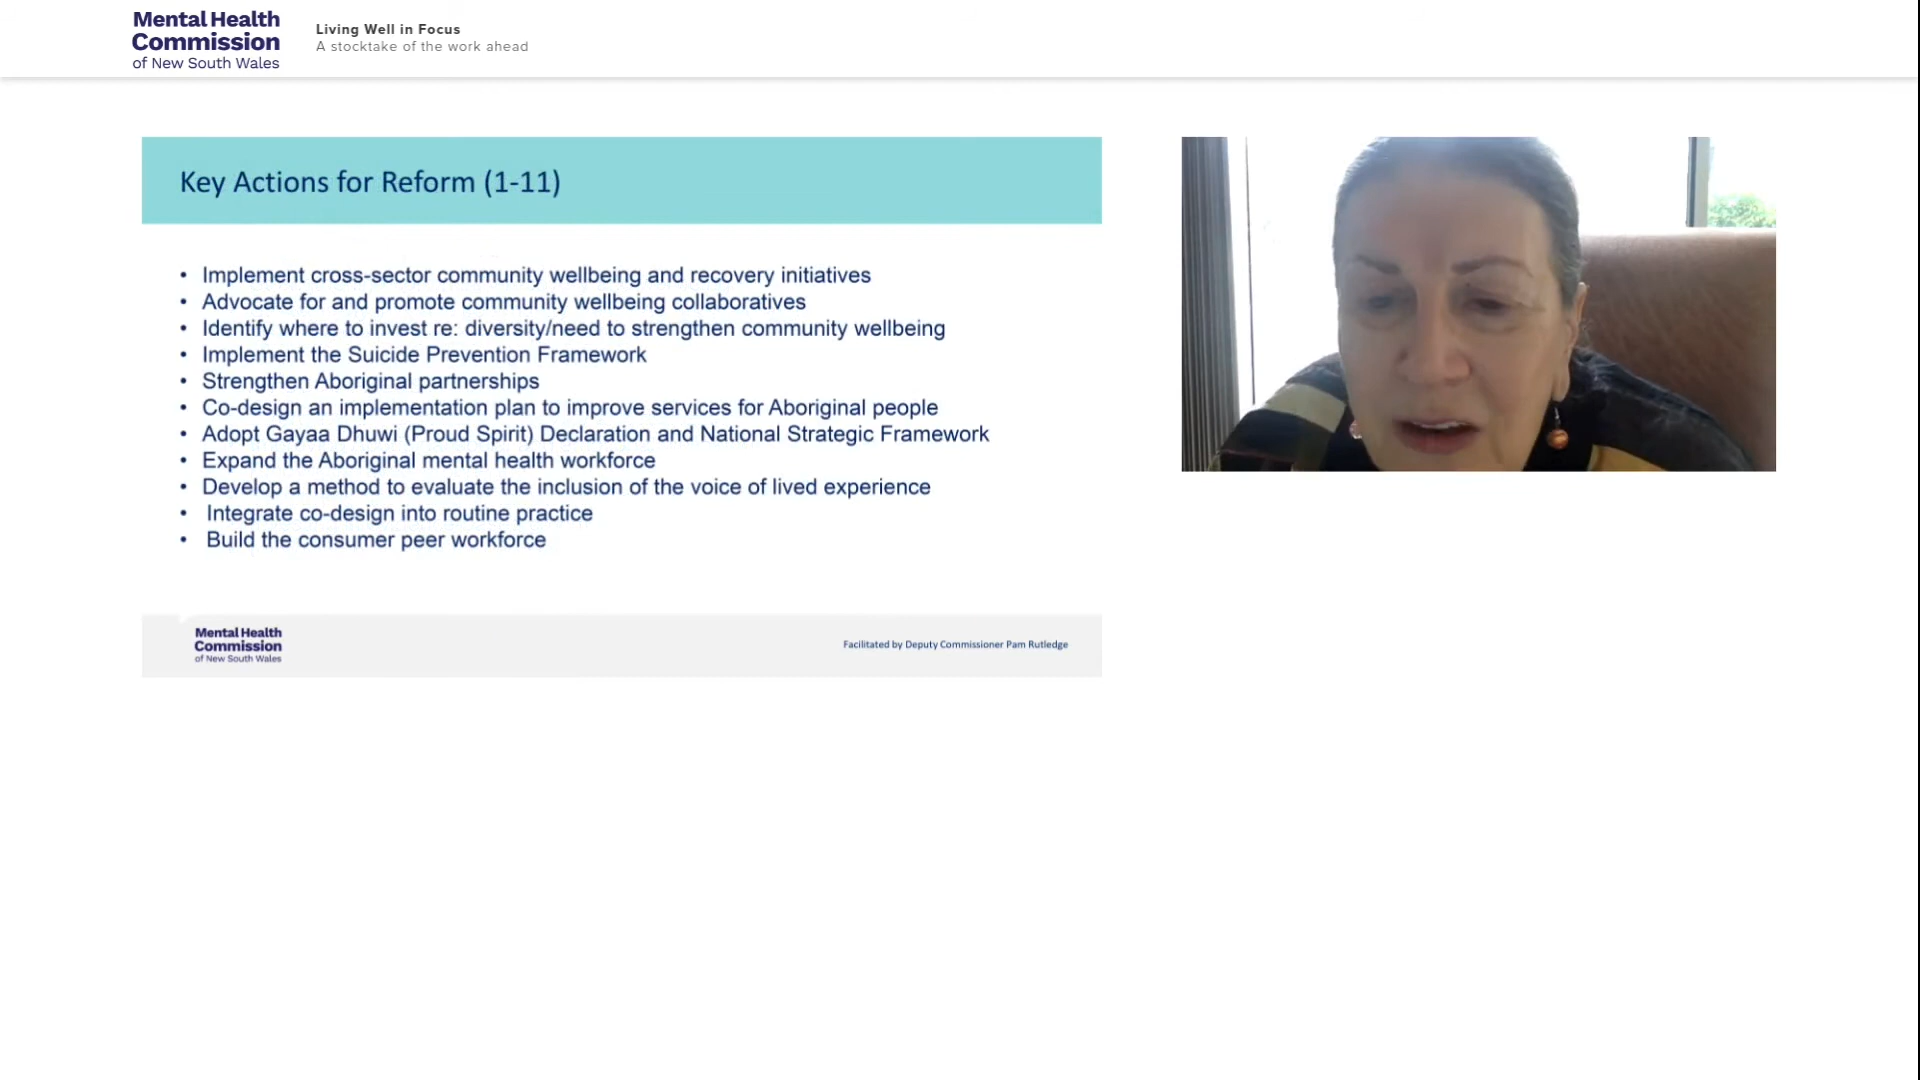 Mental Health
Commission
of New South Wales
Living Well in Focus
A stocktake of the work ahead
Key Actions for Reform (1-11)
• Implement cross-sector community wellbeing and recovery initiatives
• Advocate for and promote community wellbeing collaboratives
• Identify where to invest re: diversity/need to strengthen community wellbeing
• Implement the Suicide Prevention Framework
• Strengthen Aboriginal partnerships
• Co-design an implementation plan to improve services for Aboriginal people
• Adopt Gayaa Dhuwi (Proud Spirit) Declaration and National Strategic Framework
• Expand the Aboriginal mental health workforce
• Develop a method to evaluate the inclusion of the voice of lived experience
• Integrate co-design into routine practice
• Build the consumer peer workforce
Mental Health
Commission
of New South Wales
Facilitated by Deputy Commissioner Pam Rutledge